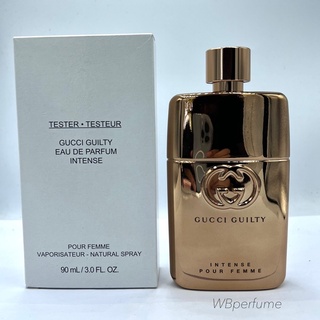 TESTER • TESTEUR
GUCCI GUILTY
EAU DE PARFUM
INTENSE
POUR FEMME
VAPORISATEUR - NATURAL SPRAY
90 mL / 3.0 FL. OZ.
GUCCI GUILTY
INTENSE
POUR FEMME
WBperfume